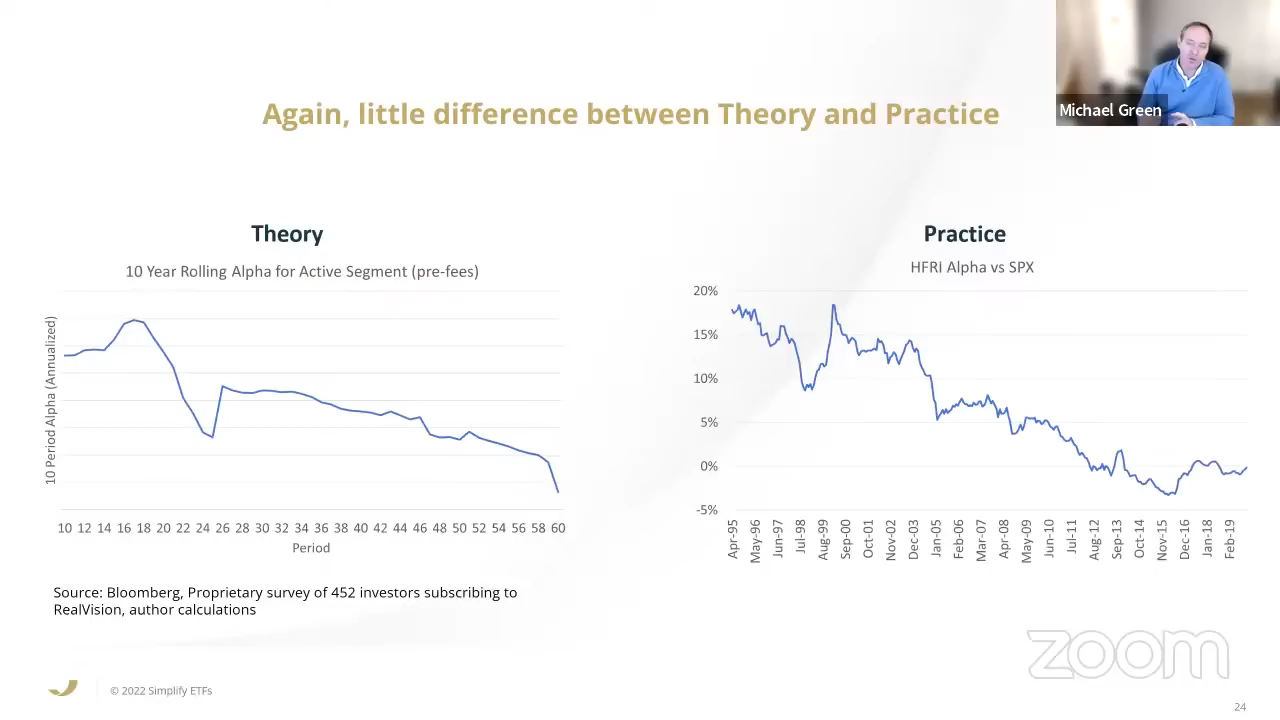 Michael Green
Again, little difference between Theory and Practice
Theory
10 Year Rolling Alpha for Active Segment (pre-fees)
10 Period Alpha (Annualized)
10 12 14 16 18 20 22 24 26 28 30 32 34 36 38 40 42 44 46 48 50 52 54 56 58 60
Period
Source: Bloomberg, Proprietary survey of 452 investors subscribing to
RealVision, author calculations
Practice
HFRI Alpha vs SPX
20%
15%
10%
5%
0%
-5%
Apr-95
May-96
Jun-97
Jul-98
Aug-99
Sep-00
Oct-01
Nov-02
Dec-03
Jan-05
Feb-06
Mar-07
Apr-08
May-09
Jun-10
Jul-11
Aug-12
Sep-13
Oct-14
Nov-15
Dec-16
Jan-18
Feb-19
zoom
© 2022 Simplify ETFs
24